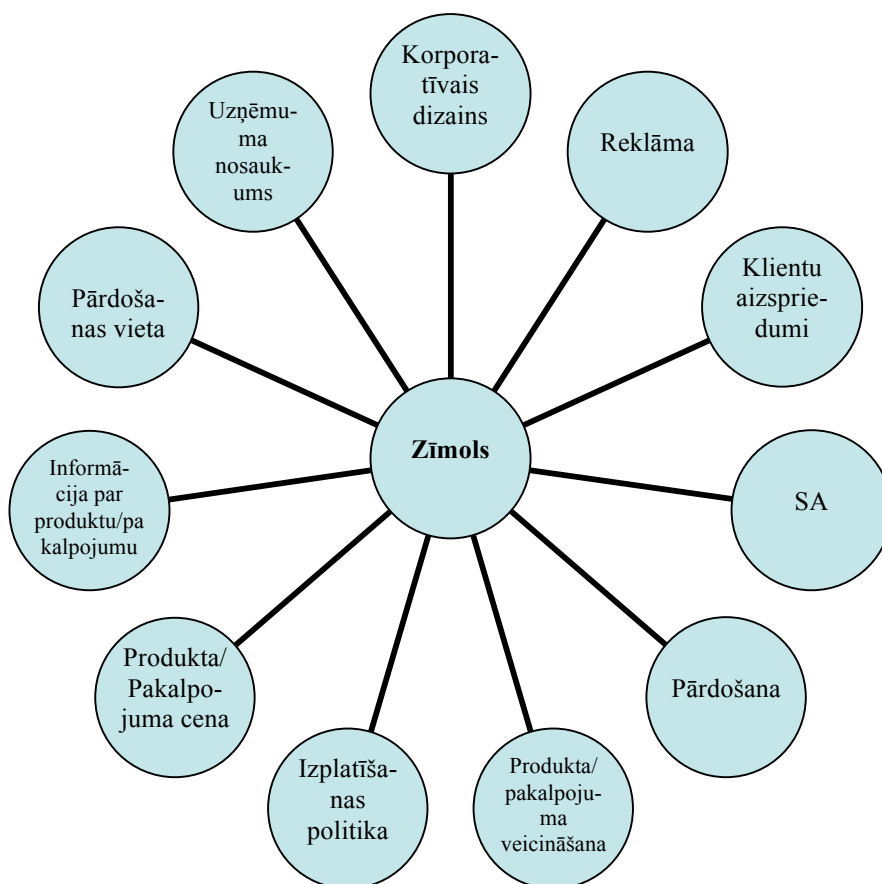 Korpora-
tīvais
dizains
Reklāma
Klientu
aizsprie-
dumi
SA
Pārdošana
Produkta/
pakalpoju-
ma
veicināšana
Izplatīša-
nas
politika
Produkta/
Pakalpo-
juma cena
Informā-
cija par
produktu/pa
kalpojumu
Pārdoša-
nas vieta
Uzņēmu-
ma
nosauk-
ums
Zīmols